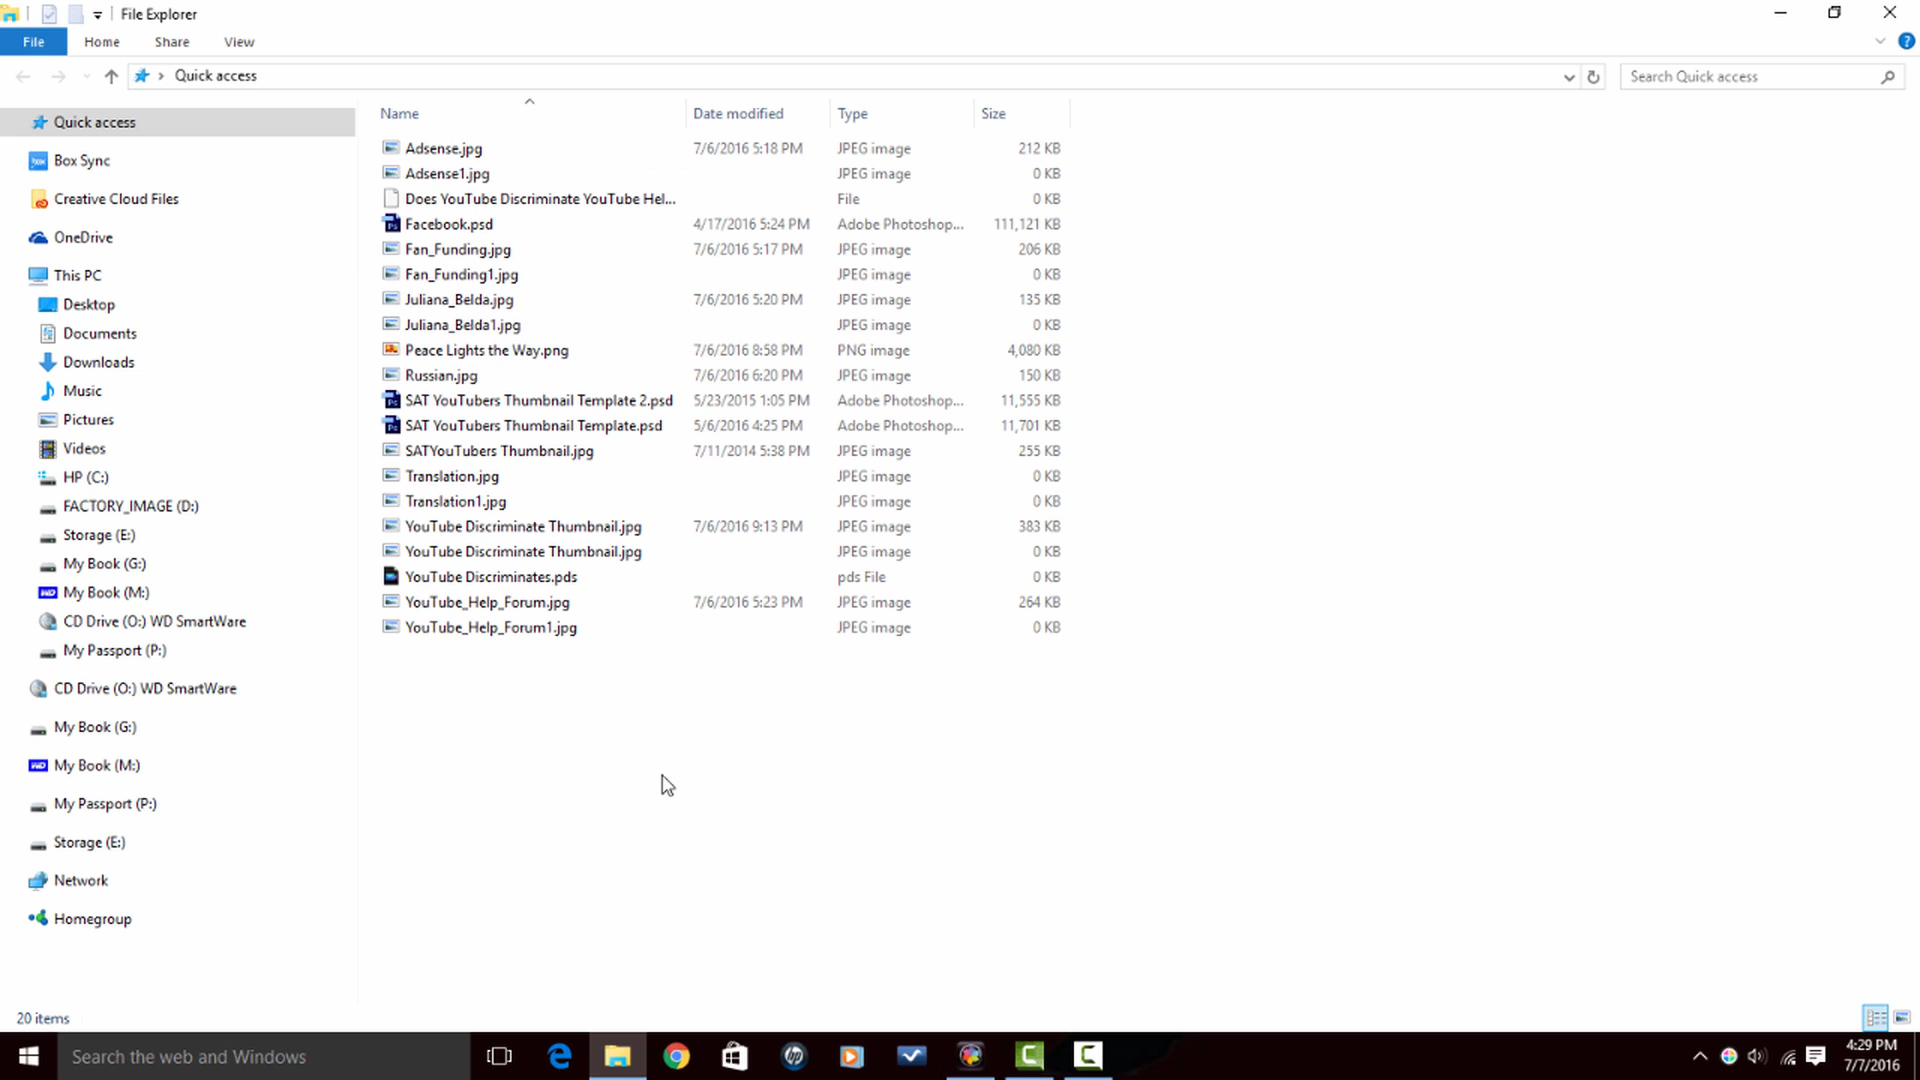 File Explorer
File Home Share View
Quick access
Search Quick access
Name Date modified Type Size
Quick access
Box Sync
Creative Cloud Files
OneDrive
This PC
Desktop
Documents
Downloads
Music
Pictures
Videos
HP (C:)
FACTORY_IMAGE (D:)
Storage (E:)
My Book (G:)
My Book (M:)
CD Drive (O:) WD SmartWare
My Passport (P:)
CD Drive (O:) WD SmartWare
My Book (G:)
My Book (M:)
My Passport (P:)
Storage (E:)
Network
Homegroup
Adsense.jpg 7/6/2016 5:18 PM JPEG image 212 KB
Adsense1.jpg JPEG image 0 KB
Does YouTube Discriminate YouTube Hel... File 0 KB
Facebook.psd 4/17/2016 5:24 PM Adobe Photoshop... 111,121 KB
Fan_Funding.jpg 7/6/2016 5:17 PM JPEG image 206 KB
Fan_Funding1.jpg JPEG image 0 KB
Juliana_Belda.jpg 7/6/2016 5:20 PM JPEG image 135 KB
Juliana_Belda1.jpg JPEG image 0 KB
Peace Lights the Way.png 7/6/2016 8:58 PM PNG image 4,080 KB
Russian.jpg 7/6/2016 6:20 PM JPEG image 150 KB
SAT YouTubers Thumbnail Template 2.psd 5/23/2015 1:05 PM Adobe Photoshop... 11,555 KB
SAT YouTubers Thumbnail Template.psd 5/6/2016 4:25 PM Adobe Photoshop... 11,701 KB
SATYouTubers Thumbnail.jpg 7/11/2014 5:38 PM JPEG image 255 KB
Translation.jpg JPEG image 0 KB
Translation1.jpg JPEG image 0 KB
YouTube Discriminate Thumbnail.jpg 7/6/2016 9:13 PM JPEG image 383 KB
YouTube Discriminate Thumbnail.jpg JPEG image 0 KB
YouTube Discriminates.pds pds File 0 KB
YouTube_Help_Forum.jpg 7/6/2016 5:23 PM JPEG image 264 KB
YouTube_Help_Forum1.jpg JPEG image 0 KB
20 items
Search the web and Windows
4:29 PM
7/7/2016